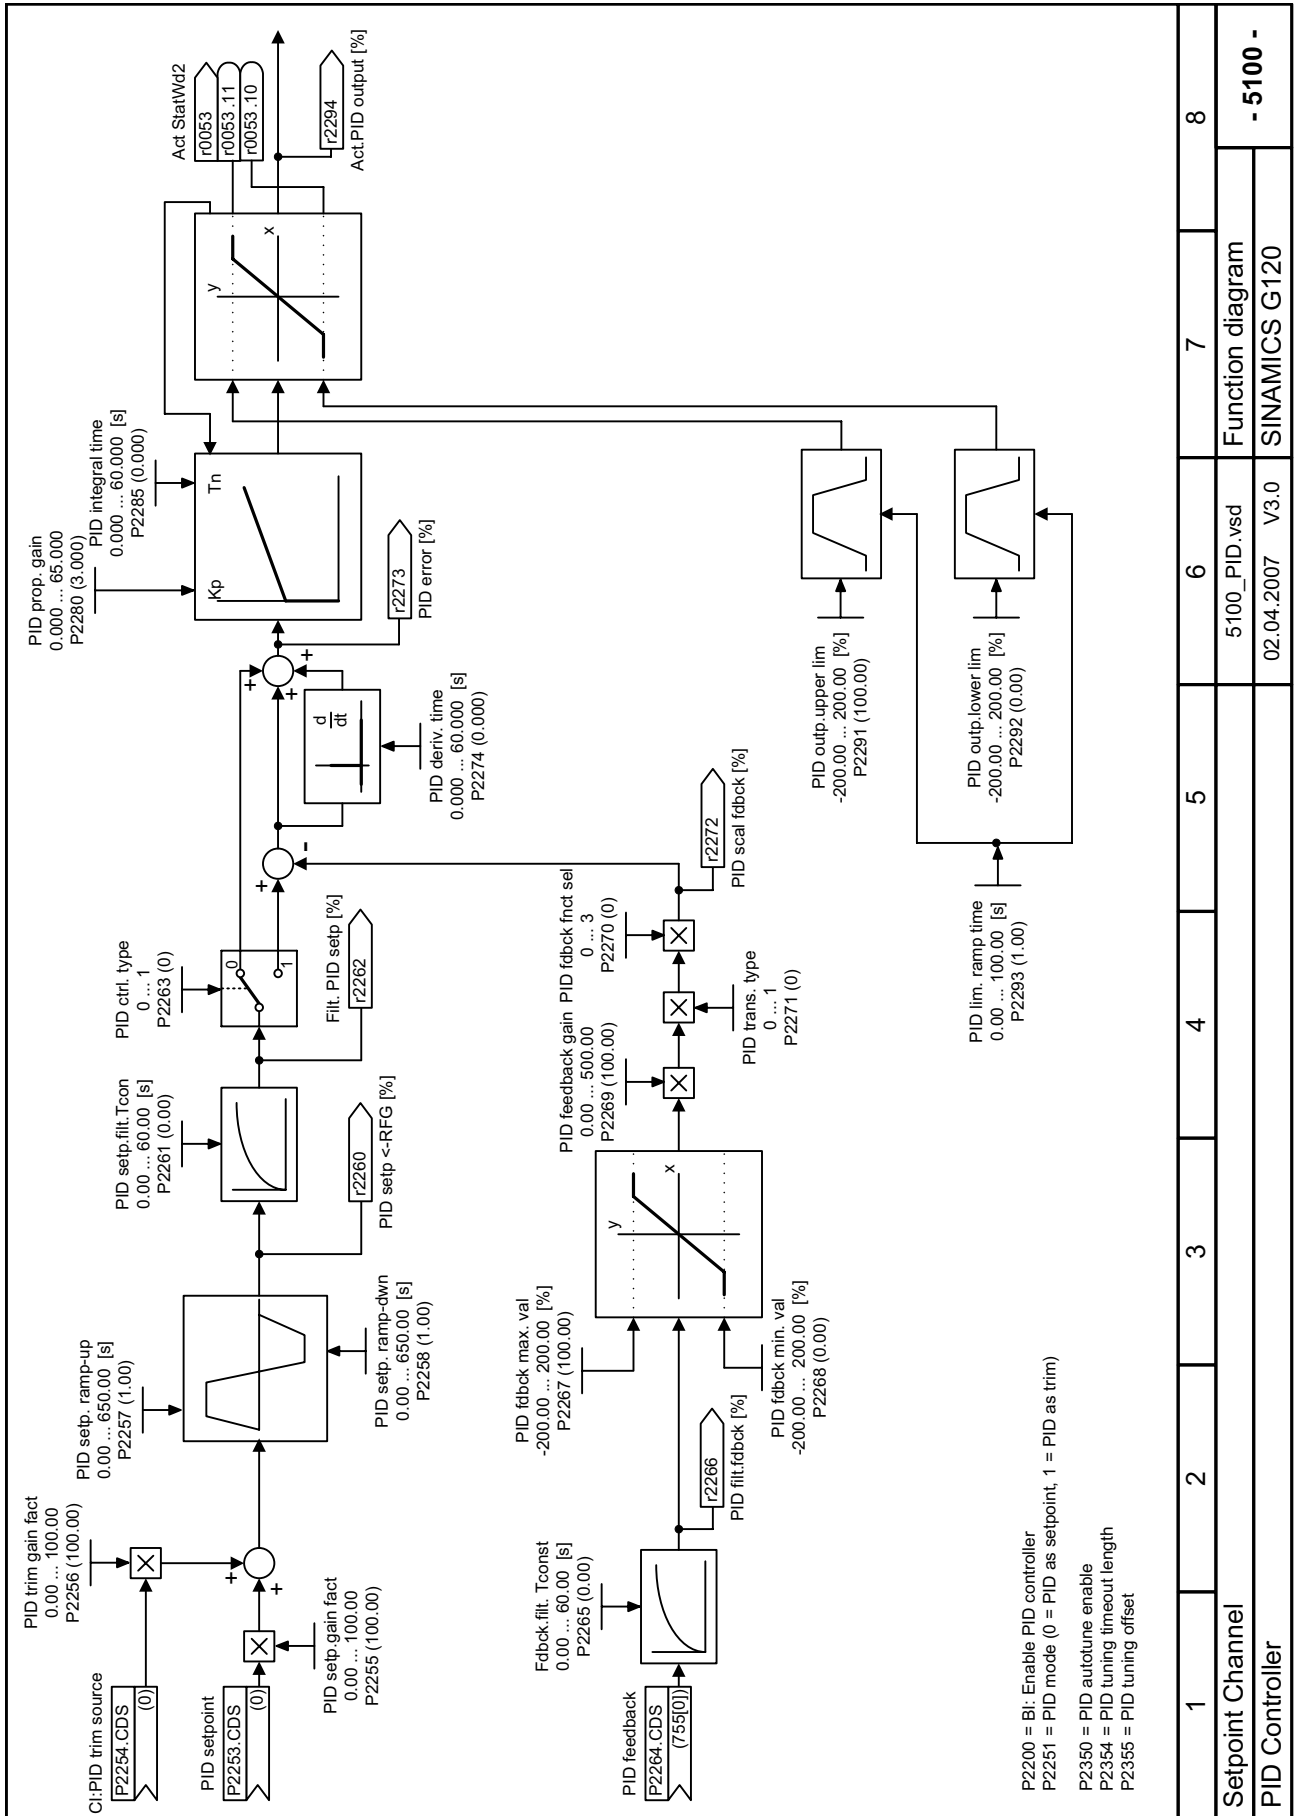 CI:PID trim source
P2254.CDS
(0)
PID setpoint
P2253.CDS
(0)
PID trim gain fact
0.00 ... 100.00
P2256 (100.00)
PID setp.gain fact
0.00 ... 100.00
P2255 (100.00)
+
+
PID setp. ramp-up
0.00 ... 650.00 [s]
P2257 (1.00)
PID setp. ramp-dwn
0.00 ... 650.00 [s]
P2258 (1.00)
PID setp.filt.Tcon
0.00 ... 60.00 [s]
P2261 (0.00)
r2260
PID setp <-RFG [%]
PID ctrl. type
0 ... 1
P2263 (0)
0
1
Filt. PID setp [%]
r2262
+
-
+
+
+
d
dt
PID deriv. time
0.000 ... 60.000 [s]
P2274 (0.000)
r2273
PID error [%]
PID prop. gain
0.000 ... 65.000
P2280 (3.000)
PID integral time
0.000 ... 60.000 [s]
P2285 (0.000)
Kp
Tn
y
x
Act StatWd2
r0053
r0053 .11
r0053.10
r2294
Act.PID output [%]
PID feedback
P2264.CDS
(755[0])
Fdbck.filt. Tconst
0.00 ... 60.00 [s]
P2265 (0.00)
r2266
PID filt.fdbck [%]
PID fdbck max. val
-200.00 ... 200.00 [%]
P2267 (100.00)
PID fdbck min. val
-200.00 ... 200.00 [%]
P2268 (0.00)
y
x
PID feedback gain
0.00 ... 500.00
P2269 (100.00)
PID trans. type
0 ... 1
P2271 (0)
PID fdbck fnct sel
0 ... 3
P2270 (0)
r2272
PID scal fdbck [%]
PID outp.upper lim
-200.00 ... 200.00 [%]
P2291 (100.00)
PID outp.lower lim
-200.00 ... 200.00 [%]
P2292 (0.00)
PID lim. ramp time
0.00 ... 100.00 [s]
P2293 (1.00)
P2200 = BI: Enable PID controller
P2251 = PID mode (0 = PID as setpoint, 1 = PID as trim)
P2350 = PID autotune enable
P2354 = PID tuning timeout length
P2355 = PID tuning offset
1 2 3 4 5 6 7 8
Setpoint Channel 5100_PID.vsd Function diagram - 5100 -
PID Controller 02.04.2007 V3.0 SINAMICS G120